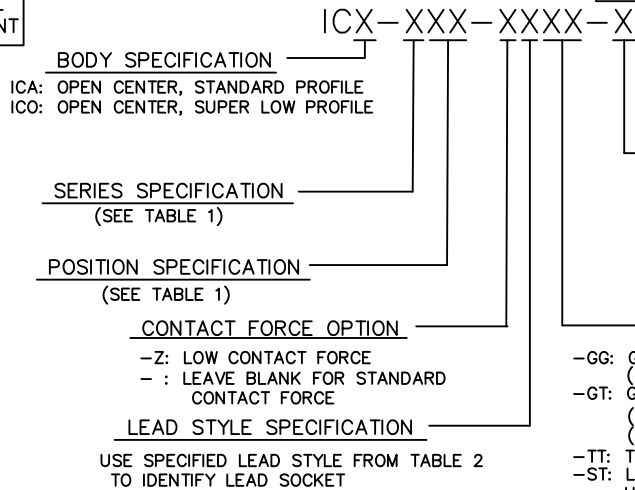 NT
ICX-XXX-XXXX-X
BODY SPECIFICATION
ICA: OPEN CENTER, STANDARD PROFILE
ICO: OPEN CENTER, SUPER LOW PROFILE
SERIES SPECIFICATION
(SEE TABLE 1)
POSITION SPECIFICATION
(SEE TABLE 1)
CONTACT FORCE OPTION
-Z: LOW CONTACT FORCE
- : LEAVE BLANK FOR STANDARD
CONTACT FORCE
LEAD STYLE SPECIFICATION
USE SPECIFIED LEAD STYLE FROM TABLE 2
TO IDENTIFY LEAD SOCKET
-GG: G
(
-GT: G
(
(
-TT: T
-ST: L